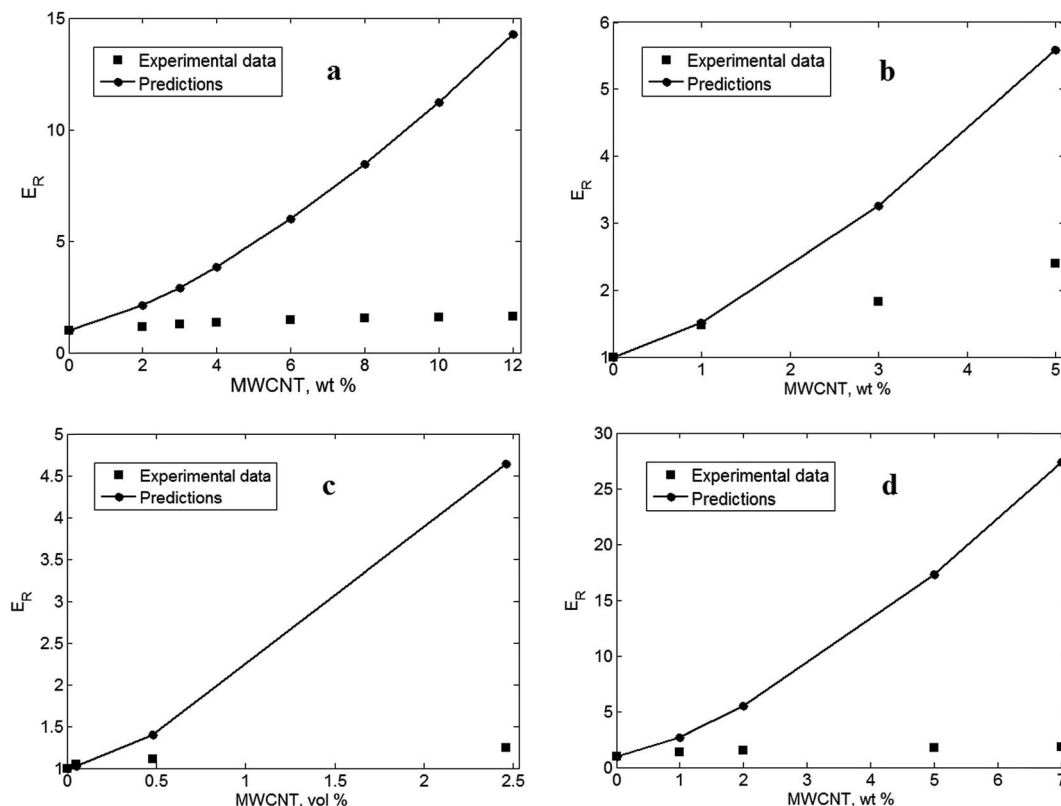 15
10
5
0
E_R
Experimental data
Predictions
a
0 2 4 6 8 10 12
MWCNT, wt %
6
5
4
3
2
1
E_R
Experimental data
Predictions
b
0 1 2 3 4 5
MWCNT, wt %
5
4.5
4
3.5
3
2.5
2
1.5
1
E_R
Experimental data
Predictions
c
0 0.5 1 1.5 2 2.5
MWCNT, vol %
30
25
20
15
10
5
0
E_R
Experimental data
Predictions
d
0 1 2 3 4 5 6 7
MWCNT, wt %